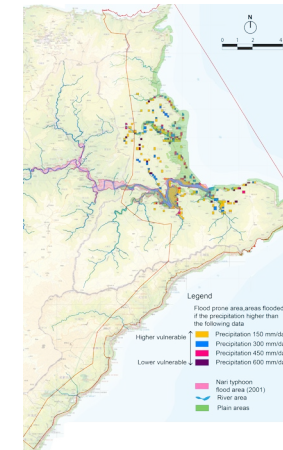 N
0 1 2 4
Legend
Flood prone area,areas flooded
if the precipitation higher than
the following data
Higher vulnerable
Precipitation 150 mm/da
Precipitation 300 mm/da
Precipitation 450 mm/da
Lower vulnerable
Precipitation 600 mm/da
Nari typhoon
flood area (2001)
River area
Plain areas